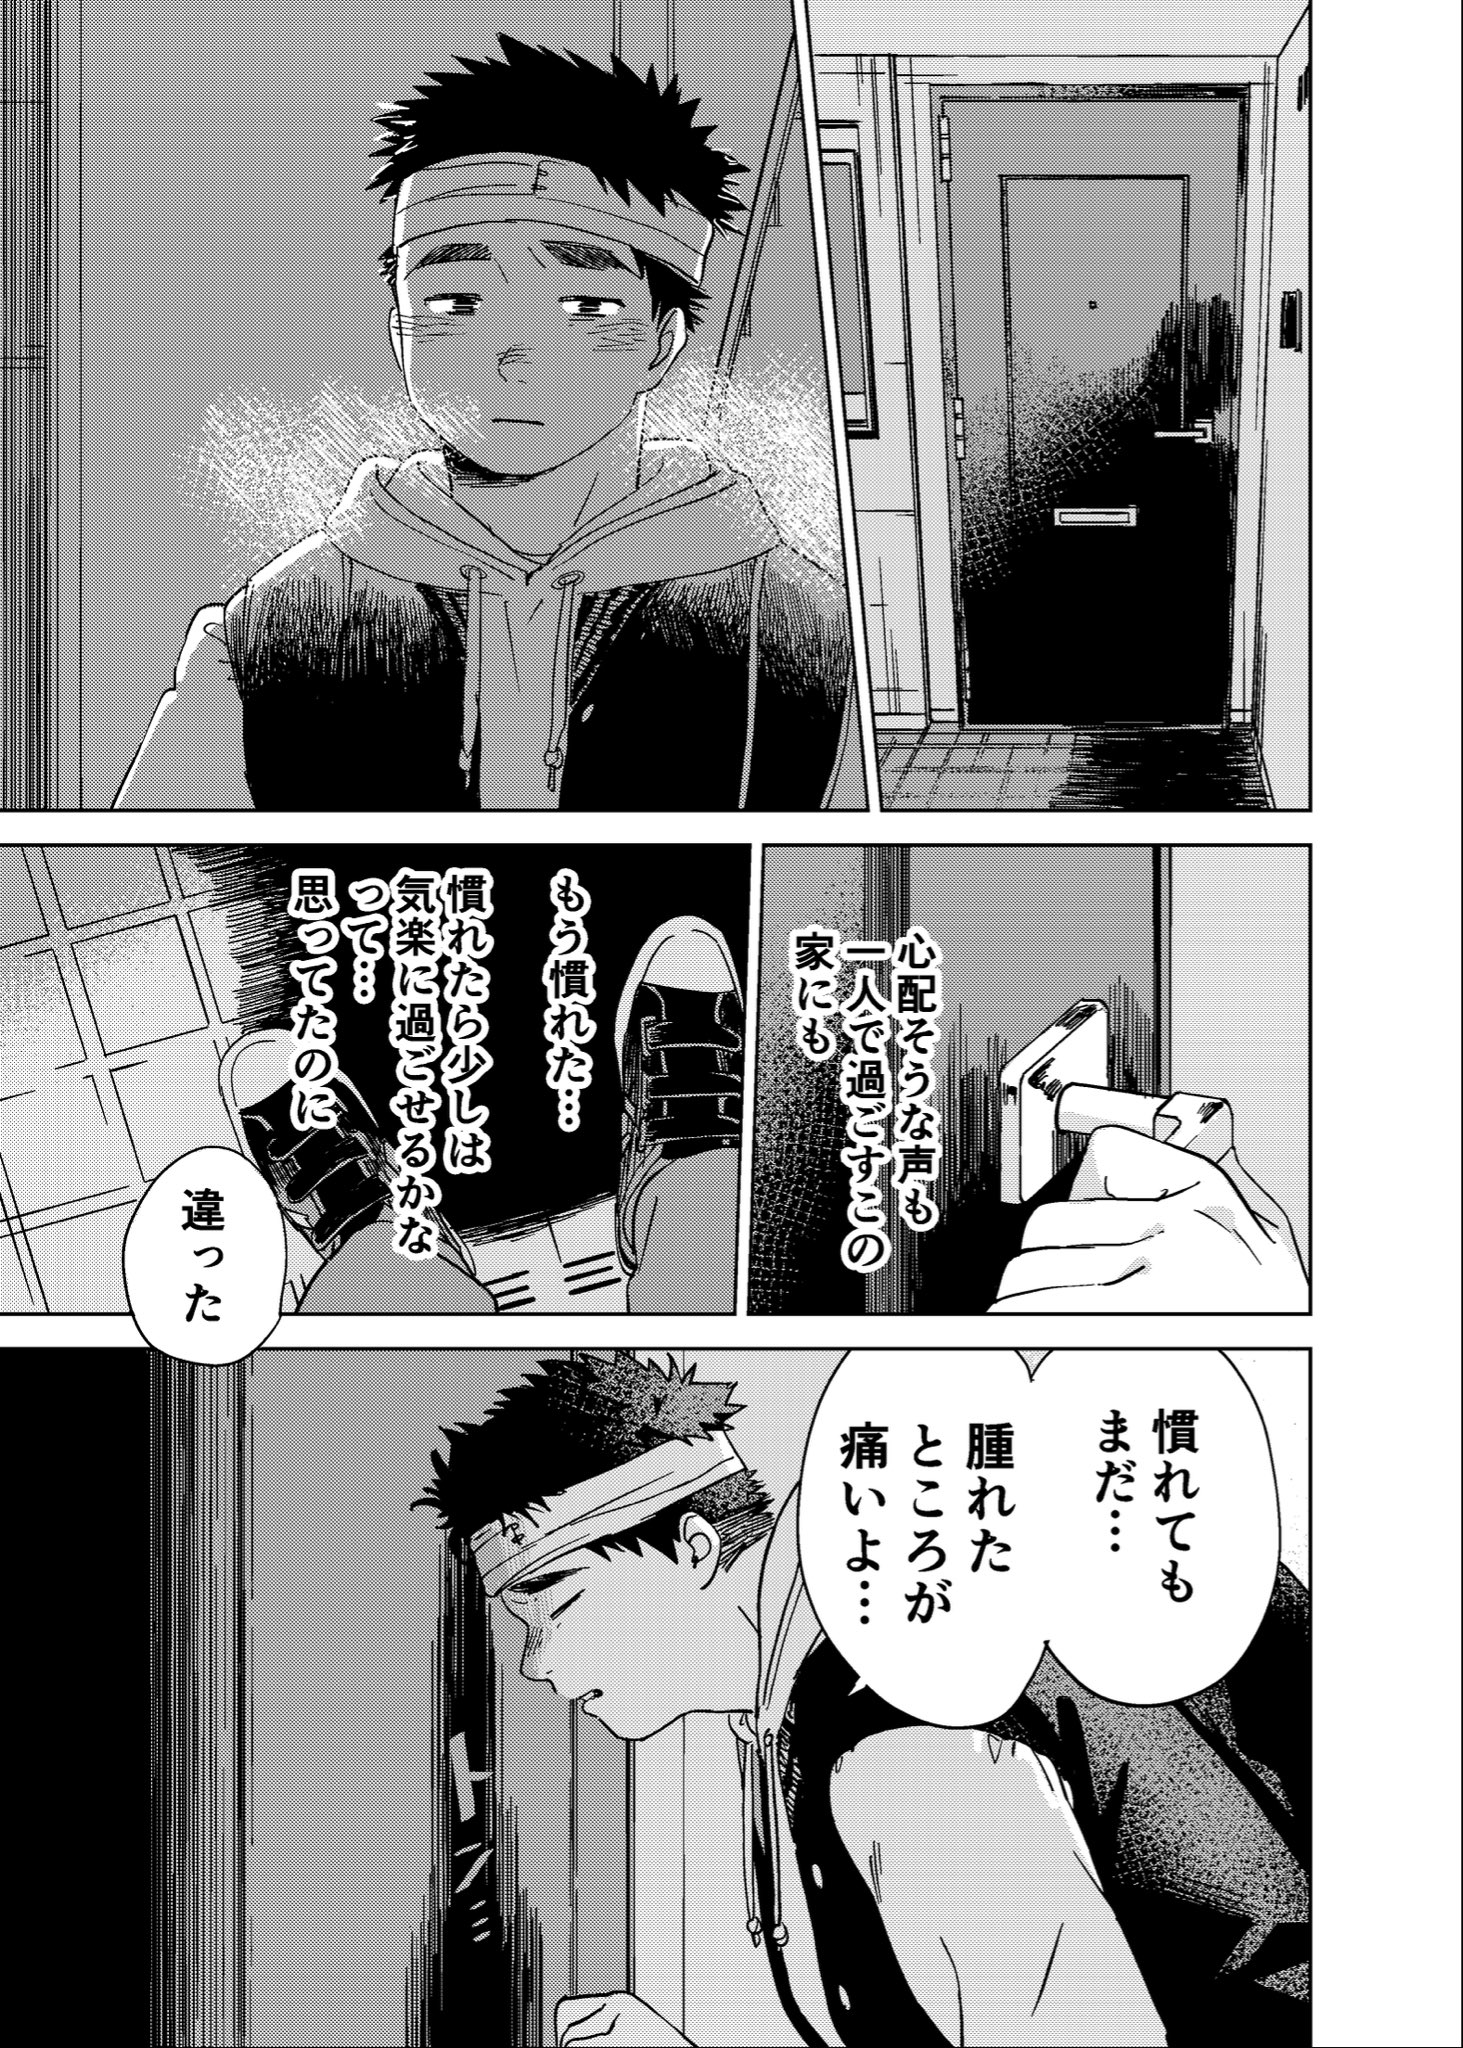 心配そうな声も
一人で過ごすこの
家にも
もう慣れた…
慣れたら少しは
気楽に過ごせるかな
って…
思ってたのに
違った
慣れても
まだ…
腫れた
ところが
痛いよ…
トン